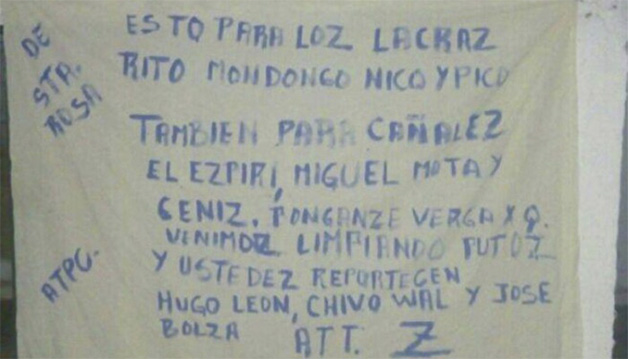 DE
STA.
ROSA
ESTO PARA LOZ LACRAZ
RITO MONDONGO NICO Y PICO
TAMBIEN PARA CAÑALEZ
EL EZPIRI, MIGUEL MOTA Y
GENIZ. PONGANZE VERGA X Q.
VENIMOZ LIMPIANDO PUTOZ
Y USTEDEZ REPORTEGEN
HUGO LEON, CHIVO WAL Y JOSE
BOLZA
ATT. Z
ATPC.